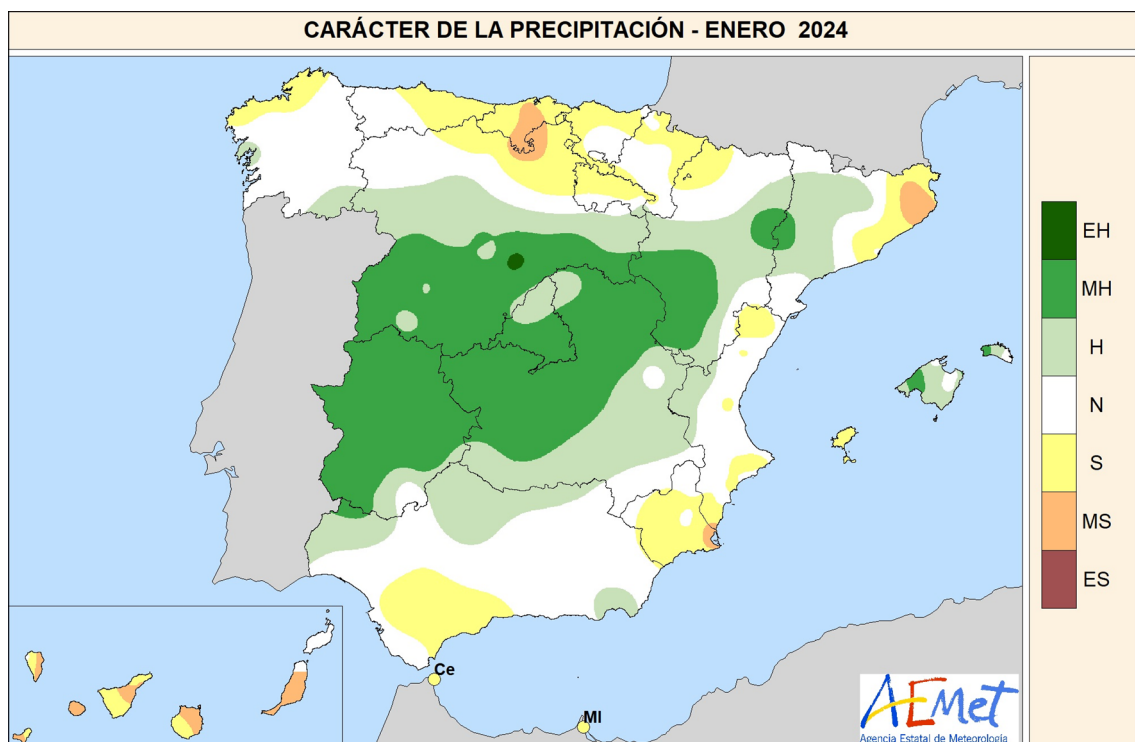 CARÁCTER DE LA PRECIPITACIÓN - ENERO 2024
EH
MH
H
N
S
MS
ES
Ce
Ml
AEMet
Agencia Estatal de Meteorología